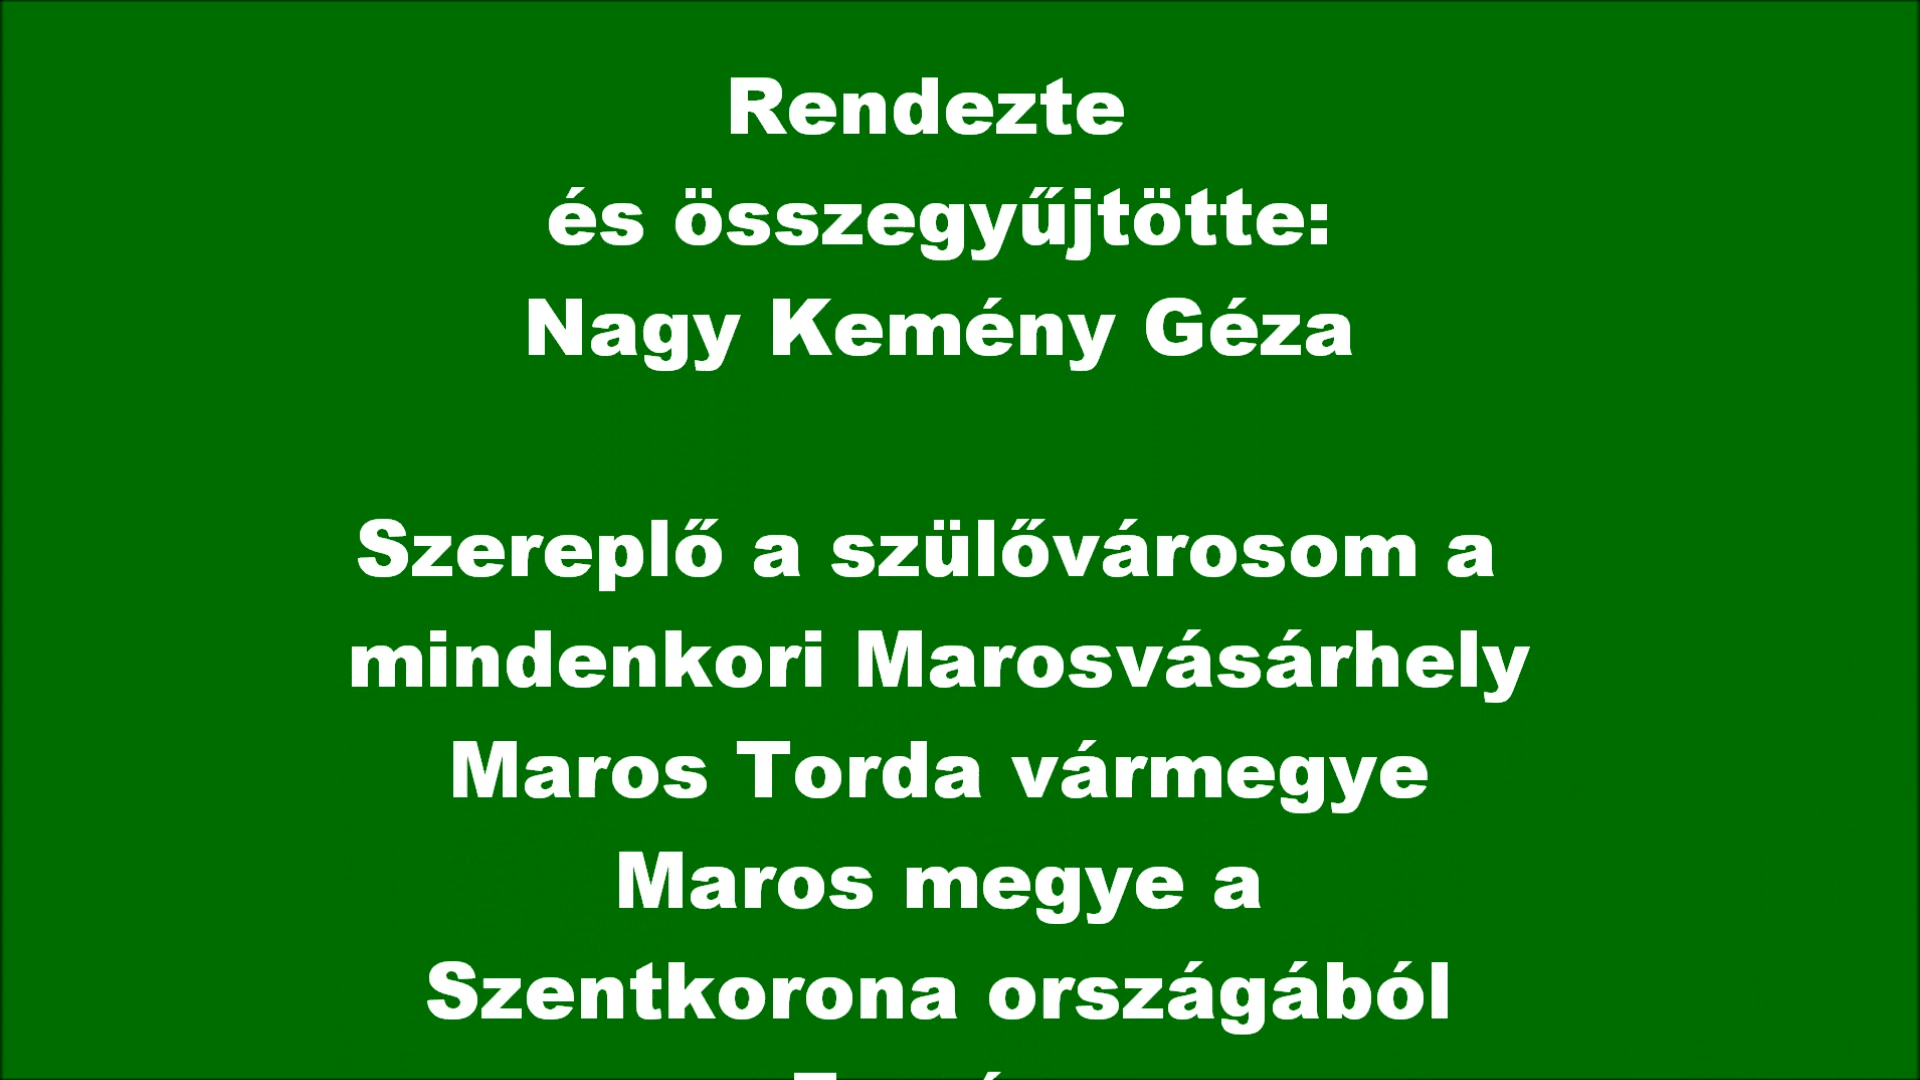 Rendezte
és összegyűjtötte:
Nagy Kemény Géza
Szereplő a szülővárosom a
mindenkori Marosvásárhely
Maros Torda vármegye
Maros megye a
Szentkorona országából